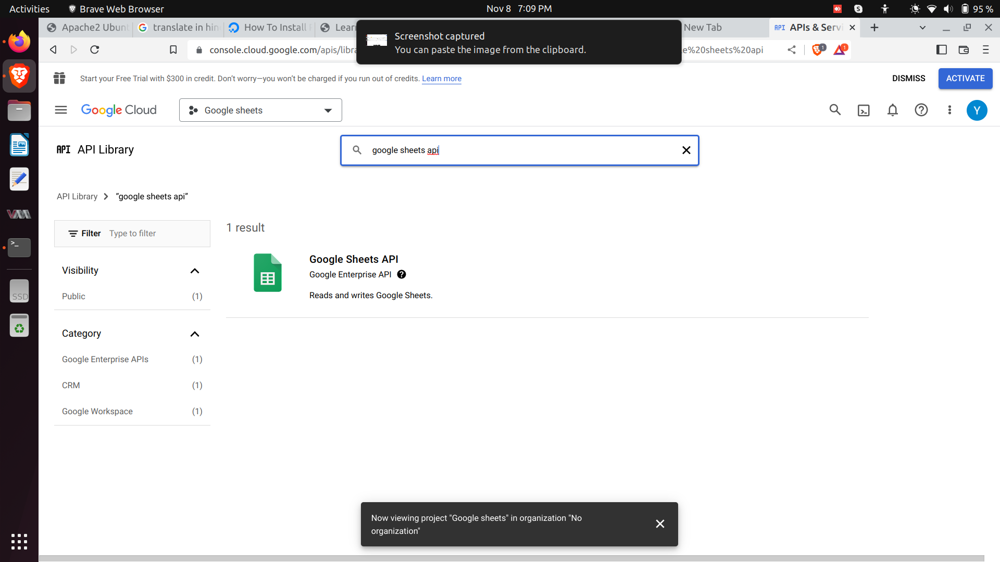 Activities
Brave Web Browser
Nov 8 7:09 PM
95 %
Apache2 Ubunt
translate in hin
How To Install
Lear
New Tab
API APIs & Servi
Screenshot captured
You can paste the image from the clipboard.
console.cloud.google.com/apis/libra
e%20sheets%20api
1
1
Start your Free Trial with $300 in credit. Don’t worry—you won’t be charged if you run out of credits. Learn more
DISMISS
ACTIVATE
Google Cloud
Google sheets
Y
API API Library
google sheets api
API Library
“google sheets api”
Filter Type to filter
1 result
Google Sheets API
Google Enterprise API
Reads and writes Google Sheets.
Visibility
Public (1)
Category
Google Enterprise APIs (1)
CRM (1)
Google Workspace (1)
SSD
Now viewing project "Google sheets" in organization "No
organization"